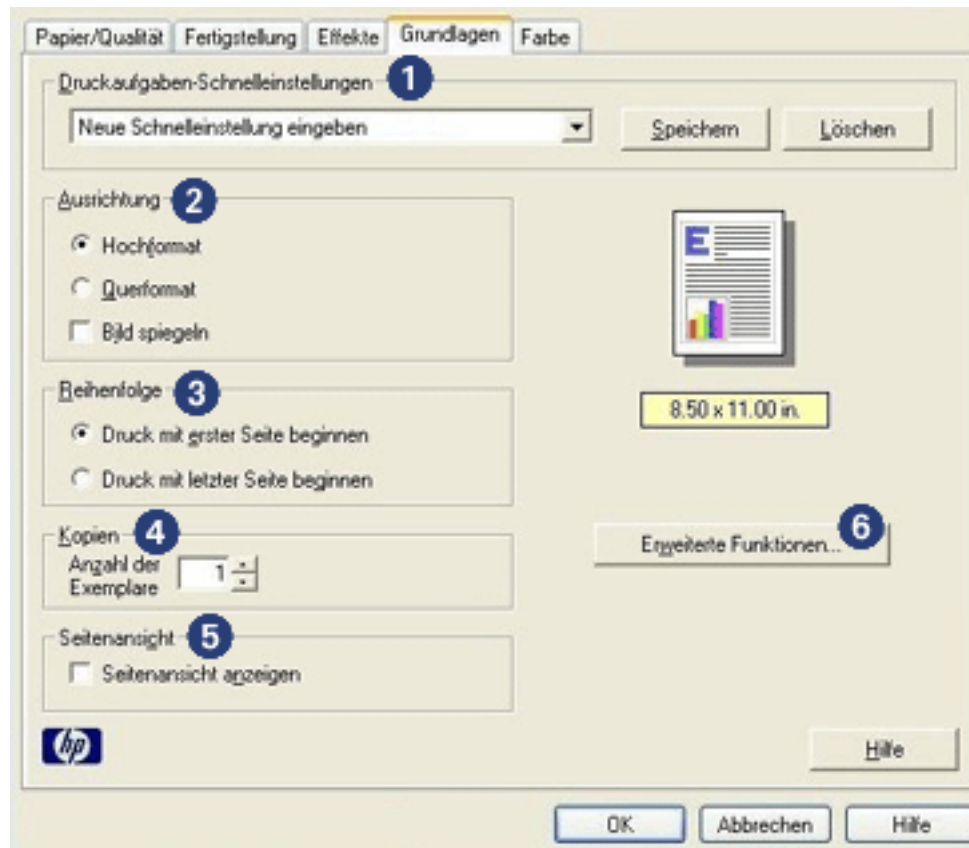 Papier/Qualität Fertigstellung Effekte Grundlagen Farbe
Druckaufgaben-Schnelleinstellungen 1
Neue Schnelleinstellung eingeben Speichern Löschen
Ausrichtung 2
Hochformat
Querformat
Bild spiegeln
E
8.50 x 11.00 in.
Reihenfolge 3
Druck mit erster Seite beginnen
Druck mit letzter Seite beginnen
Kopien 4
Anzahl der
Exemplare 1
Erweiterte Funktionen... 6
Seitenansicht 5
Seitenansicht anzeigen
hp
Hilfe
OK Abbrechen Hilfe